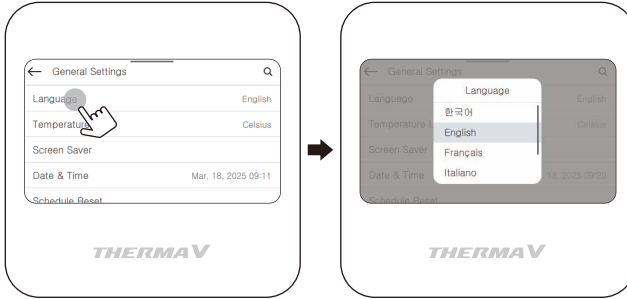 General Settings
Language English
Temperature Celsius
Screen Saver
Date & Time Mar. 18, 2025 09:11
Schedule Reset
THERMA V
General Settings
Language English
Temperature U Celsius
Screen Saver
Date & Time 18, 2025 09:20
Schedule Reset
Language
한국어
English
Français
Italiano
THERMA V